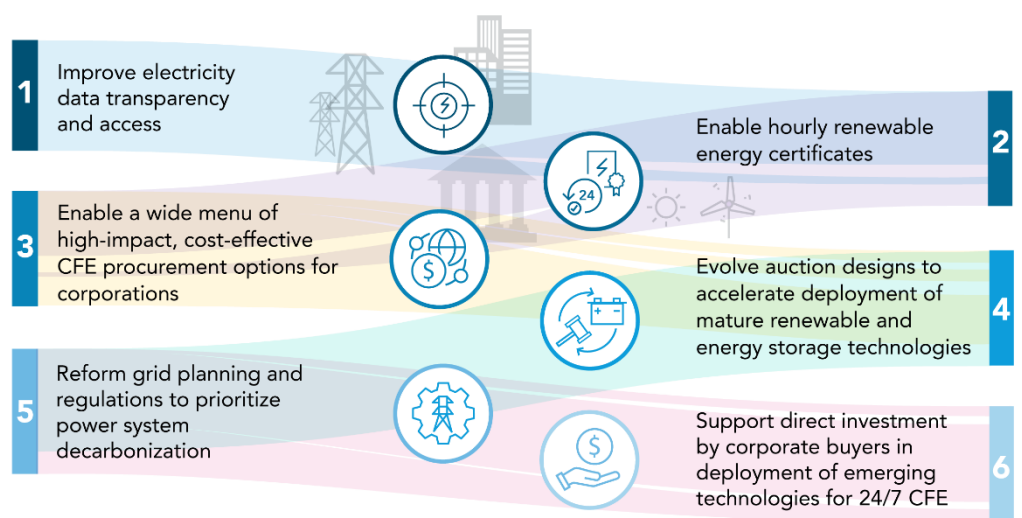 1
Improve electricity
data transparency
and access
Enable hourly renewable
energy certificates
2
24
3
Enable a wide menu of
high-impact, cost-effective
CFE procurement options for
corporations
$
Evolve auction designs to
accelerate deployment of
mature renewable and
energy storage technologies
4
5
Reform grid planning and
regulations to prioritize
power system
decarbonization
$
Support direct investment
by corporate buyers in
deployment of emerging
technologies for 24/7 CFE
6